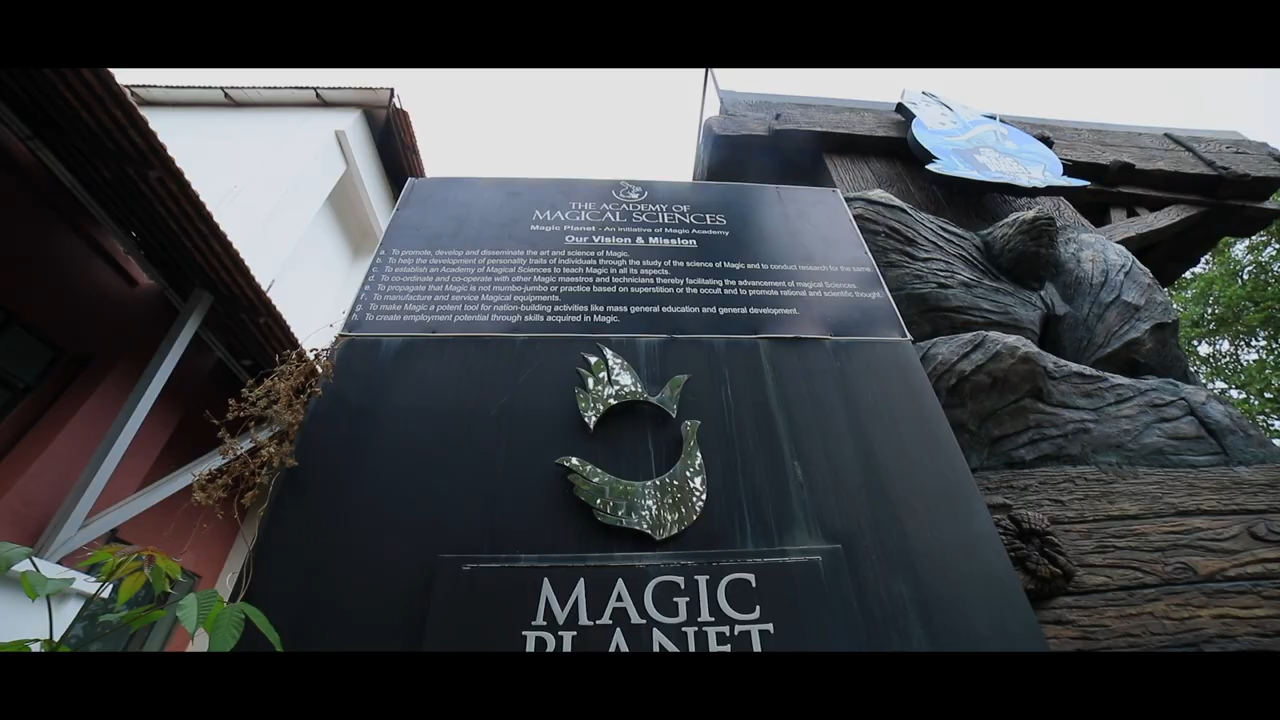 THE ACADEMY OF
MAGICAL SCIENCES
Magic Planet - An initiative of Magic Academy
Our Vision & Mission
a. To promote, develop and disseminate the art and science of Magic.
b. To help the development of personality traits of individuals through the study of the science of Magic and to conduct research for the same.
c. To establish an Academy of Magical Sciences to teach Magic in all its aspects.
d. To co-ordinate and co-operate with other Magic maestros and technicians thereby facilitating the advancement of magical Sciences.
e. To propagate that Magic is not mumbo-jumbo or practice based on superstition or the occult and to promote rational and scientific thought.
f. To manufacture and service Magical equipments.
g. To make Magic a potent tool for nation-building activities like mass general education and general development.
h. To create employment potential through skills acquired in Magic.
MAGIC
PLANET